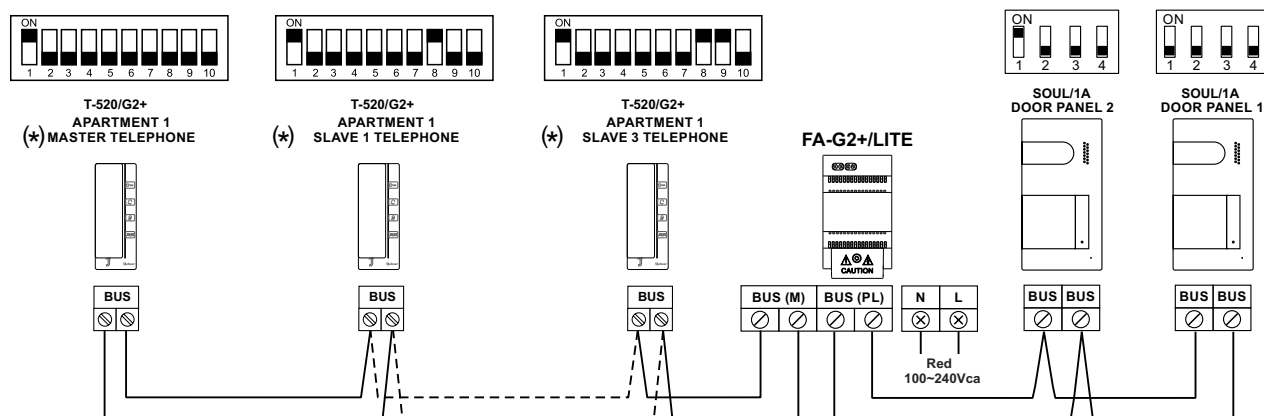 ON
1 2 3 4 5 6 7 8 9 10
T-520/G2+
APARTMENT 1
(*) MASTER TELEPHONE
BUS
ON
1 2 3 4 5 6 7 8 9 10
T-520/G2+
APARTMENT 1
(*) SLAVE 1 TELEPHONE
BUS
ON
1 2 3 4 5 6 7 8 9 10
T-520/G2+
APARTMENT 1
(*) SLAVE 3 TELEPHONE
BUS
FA-G2+/LITE
CAUTION
BUS (M) BUS (PL) N L
Red
100~240Vca
ON
1 2 3 4
SOUL/1A
DOOR PANEL 2
BUS BUS
ON
1 2 3 4
SOUL/1A
DOOR PANEL 1
BUS BUS